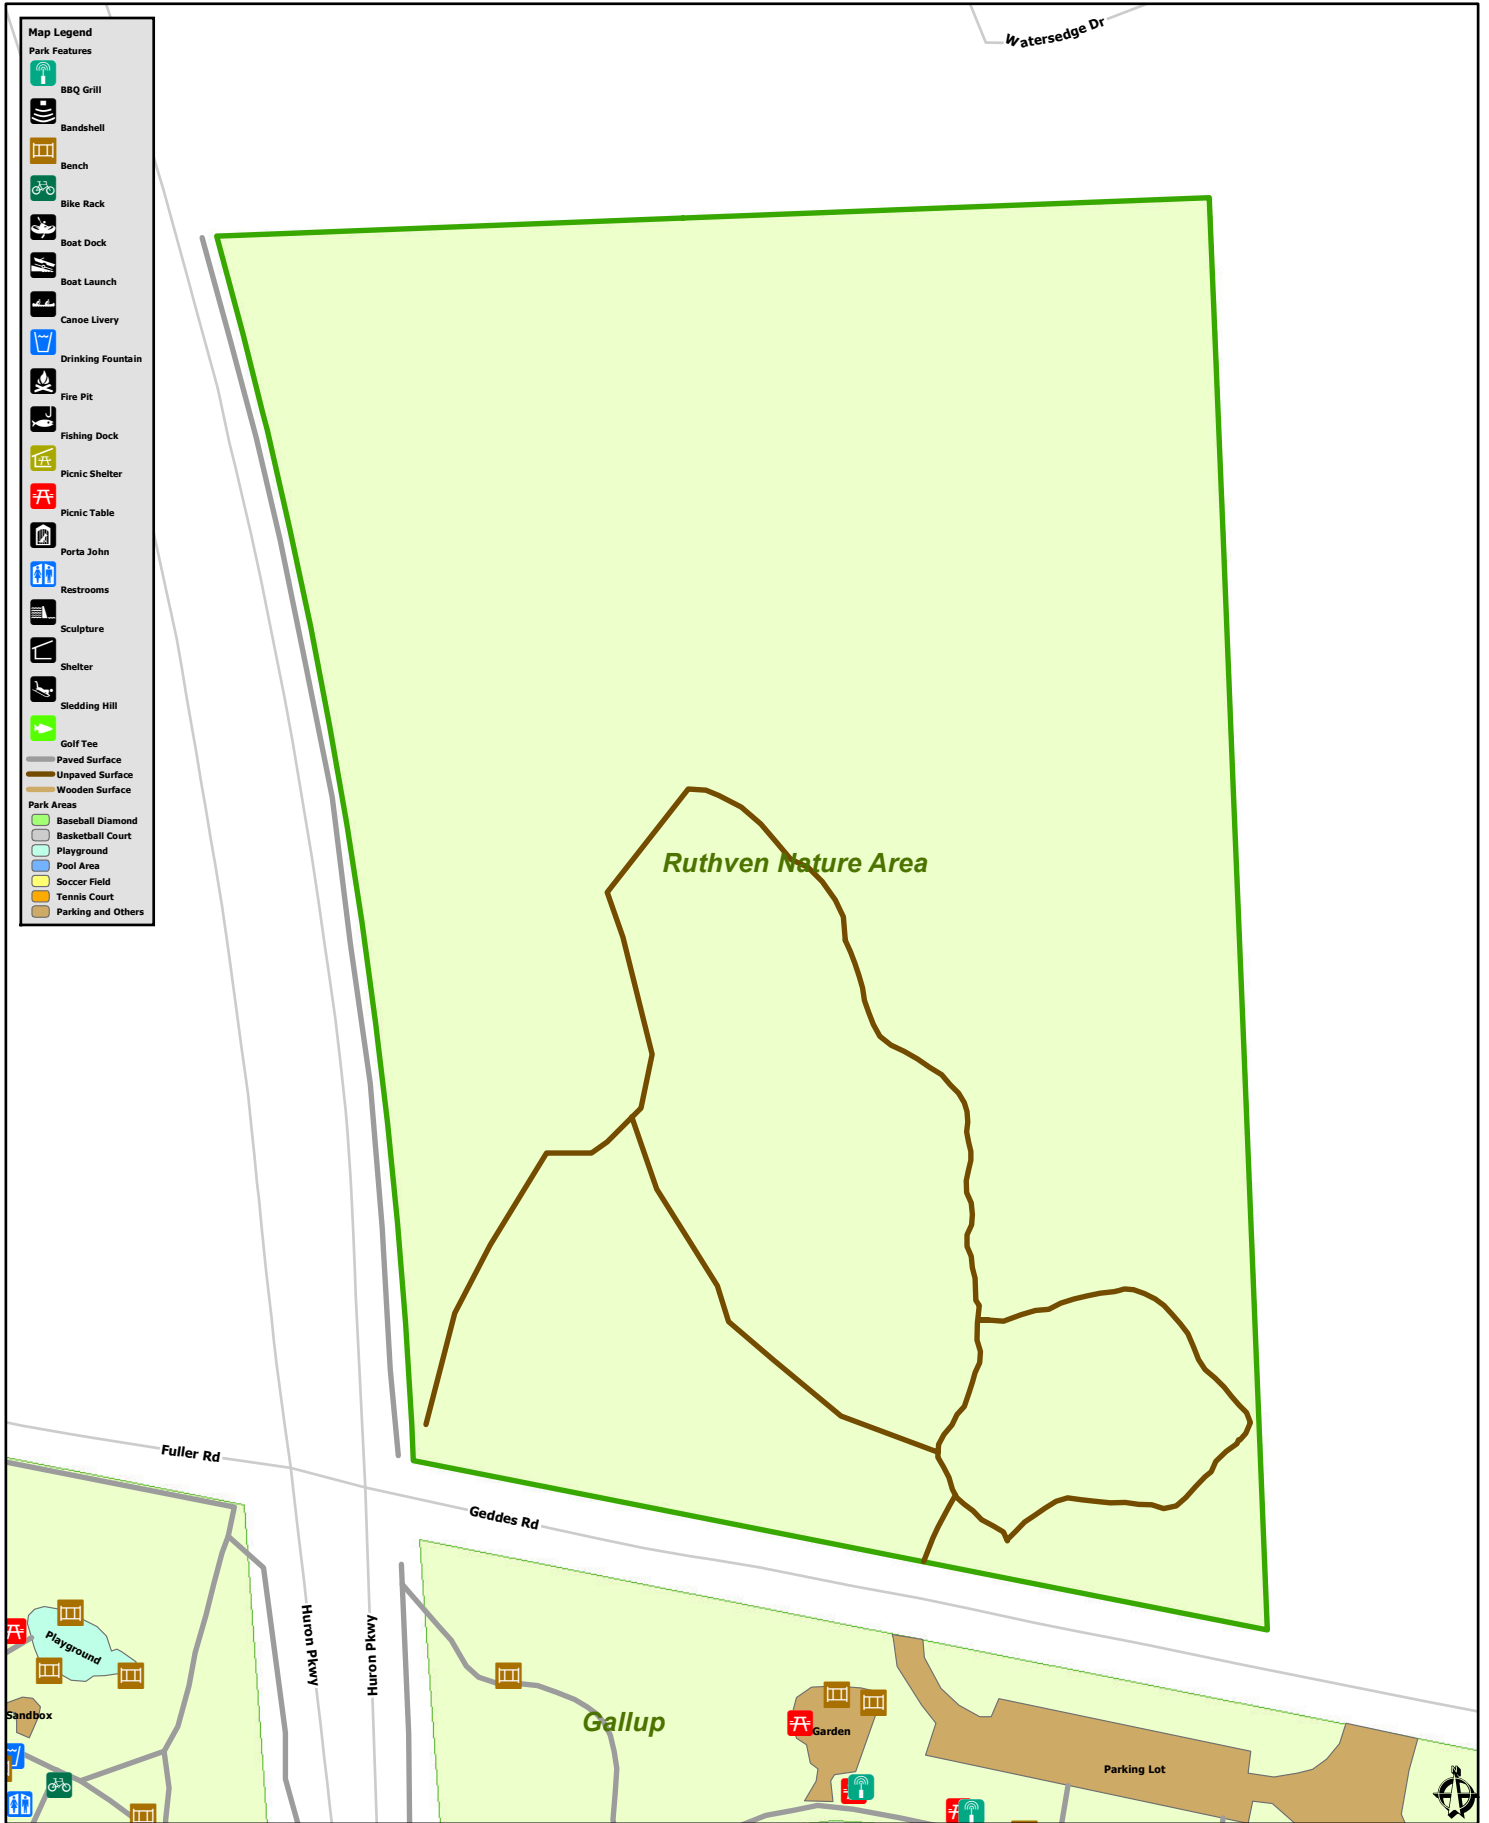 Map Legend
Park Features
BBQ Grill
Bandshell
Bench
Bike Rack
Boat Dock
Boat Launch
Canoe Livery
Drinking Fountain
Fire Pit
Fishing Dock
Picnic Shelter
Picnic Table
Porta John
Restrooms
Sculpture
Shelter
Sledding Hill
Golf Tee
Paved Surface
Unpaved Surface
Wooden Surface
Park Areas
Baseball Diamond
Basketball Court
Playground
Pool Area
Soccer Field
Tennis Court
Parking and Others
Watersedge Dr
Ruthven Nature Area
Fuller Rd
Geddes Rd
Huron Pkwy
Huron Pkwy
Playground
Sandbox
Gallup
Garden
Parking Lot